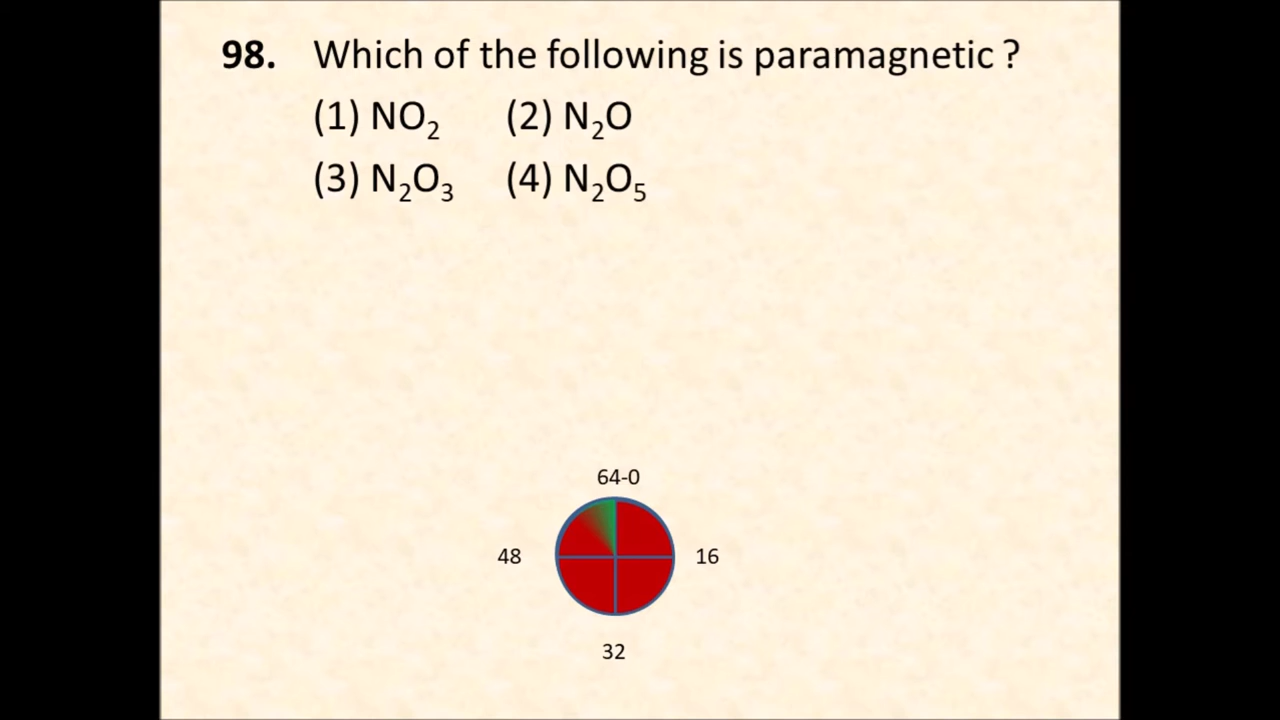 98. Which of the following is paramagnetic ?
(1) NO₂ (2) N₂O
(3) N₂O₃ (4) N₂O₅
64-0
48 16
32